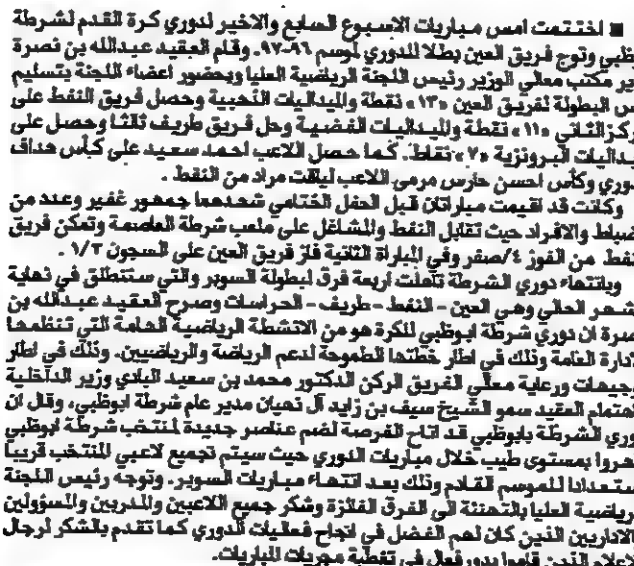 ■ اختتمت امس مباريات الاسبوع السابع والاخير لدوري كرة القدم لشرطة
ظبي وتوج فريق العين بطلا للدوري لموسم ٩٦-٩٧. وقام العقيد عبدالله بن نصرة
ير مكتب معالي الوزير رئيس اللجنة الرياضية العليا وبحضور اعضاء اللجنة بتسليم
س البطولة لفريق العين «١٣» نقطة والميداليات الذهبية وحصل فريق النفط على
ركز الثاني «١١» نقطة والميداليات الفضية وحل فريق طريف ثالثا وحصل على
يداليات البرونزية «٧» نقاط. كما حصل اللاعب احمد سعيد على كأس هداف
دوري وكأس احسن حارس مرمى اللاعب مراد من النفط .
وكانت قد اقيمت مباراتان قبل الحفل الختامي شهدهما جمهور غفير وعدد من
ضباط والافراد حيث تقابل النفط والمشاغل على ملعب شرطة العاصمة وتمكن فريق
نفط من الفوز ٤/صفر وفي المباراة الثانية فاز فريق العين على السجون ١/٣ .
وبانتهاء دوري الشرطة تأهلت اربعة فرق لبطولة السوبر والتي ستنطلق في نهاية
شهر الحالي وهي العين - النفط - طريف - الحراسات وصرح العقيد عبدالله بن
صرة ان دوري شرطة ابوظبي للكرة هو من الانشطة الرياضية الهامة التي تنظمها
ادارة العامة وذلك في اطار خطتها الطموحة لدعم الرياضة والرياضيين. وذلك في اطار
جيهات ورعاية معالي الفريق الركن الدكتور محمد بن سعيد البادي وزير الداخلية
هتمام العقيد سمو الشيخ سيف بن زايد آل نهيان مدير عام شرطة ابوظبي، وقال ان
وري الشرطة بابوظبي قد اتاح الفرصة لضم عناصر جديدة لمنتخب شرطة ابوظبي
هروا بمستوى طيب خلال مباريات الدوري حيث سيتم تجميع لاعبي المنتخب قريبا
ستعدادا للموسم القادم وذلك بعد انتهاء مباريات السوبر. وتوجه رئيس اللجنة
رياضية العليا بالتهنئة الى الفرق الفائزة وشكر جميع اللاعبين والمدربين والمسؤولين
الاداريين الذين كان لهم الفضل في انجاح فعاليات الدوري كما تقدم بالشكر لرجال
لاعلام الذين قاموا بدور فعال في تغطية مجريات المباريات.